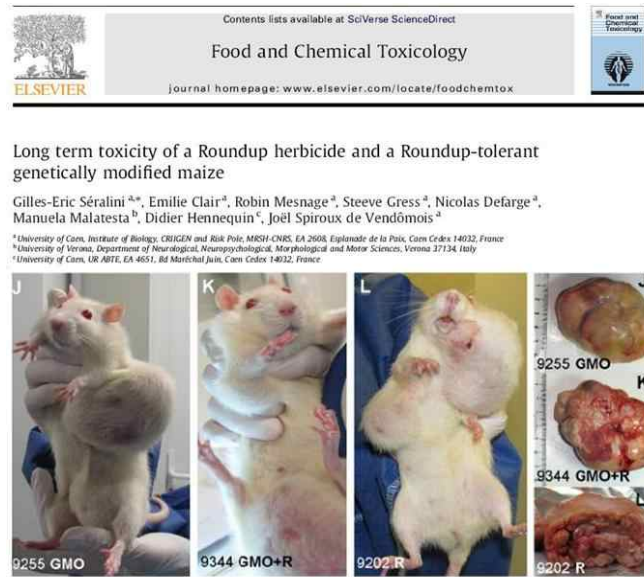 Contents lists available at SciVerse ScienceDirect
Food and Chemical Toxicology
journal homepage: www.elsevier.com/locate/foodchemtox
ELSEVIER
Food and
Chemical
Toxicology
Long term toxicity of a Roundup herbicide and a Roundup-tolerant
genetically modified maize
Gilles-Eric Séralini a,*, Emilie Clair a, Robin Mesnage a, Steeve Gress a, Nicolas Defarge a,
Manuela Malatesta b, Didier Hennequin c, Joël Spiroux de Vendômois a
a University of Caen, Institute of Biology, CRIIGEN and Risk Pole, MRSH-CNRS, EA 2608, Esplanade de la Paix, Caen Cedex 14032, France
b University of Verona, Department of Neurological, Neuropsychological, Morphological and Motor Sciences, Verona 37134, Italy
c University of Caen, UR ABTE, EA 4651, Bd Maréchal Juin, Caen Cedex 14032, France
J
9255 GMO
K
9344 GMO+R
L
9202 R
J
9255 GMO
K
9344 GMO+R
L
9202 R